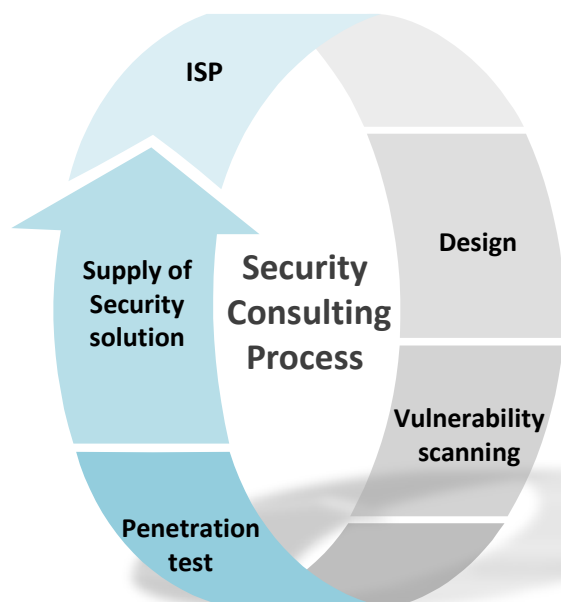 ISP
Design
Supply of
Security
solution
Security
Consulting
Process
Vulnerability
scanning
Penetration
test